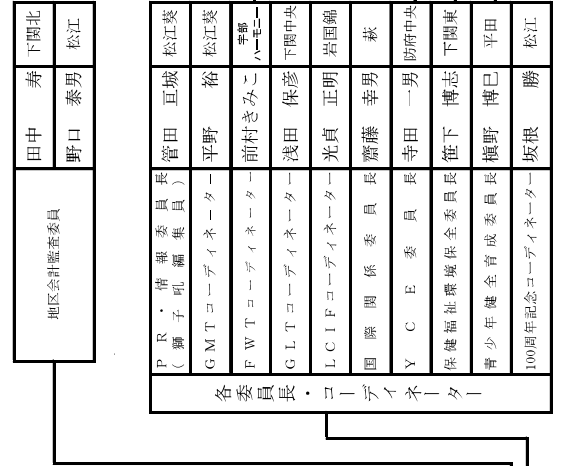 地区会計監査委員
田中 寿 下関北
野口 泰男 松江
各委員長・コーディネーター
PR・情報委員長
(獅子吼編集員)
管田 亘城 松江葵
GMTコーディネーター 平野 裕 松江葵
FWTコーディネーター 前村きみこ 宇部ハーモニー
GLTコーディネーター 浅田 保彦 下関中央
LCIFコーディネーター 光貞 正明 岩国錦
国際関係委員長 齋藤 幸男 萩
YCE委員長 寺田 一男 防府中央
保健福祉環境保全委員長 笹下 博志 下関東
青少年健全育成委員長 槇野 博巳 平田
100周年記念コーディネーター 坂根 勝 松江